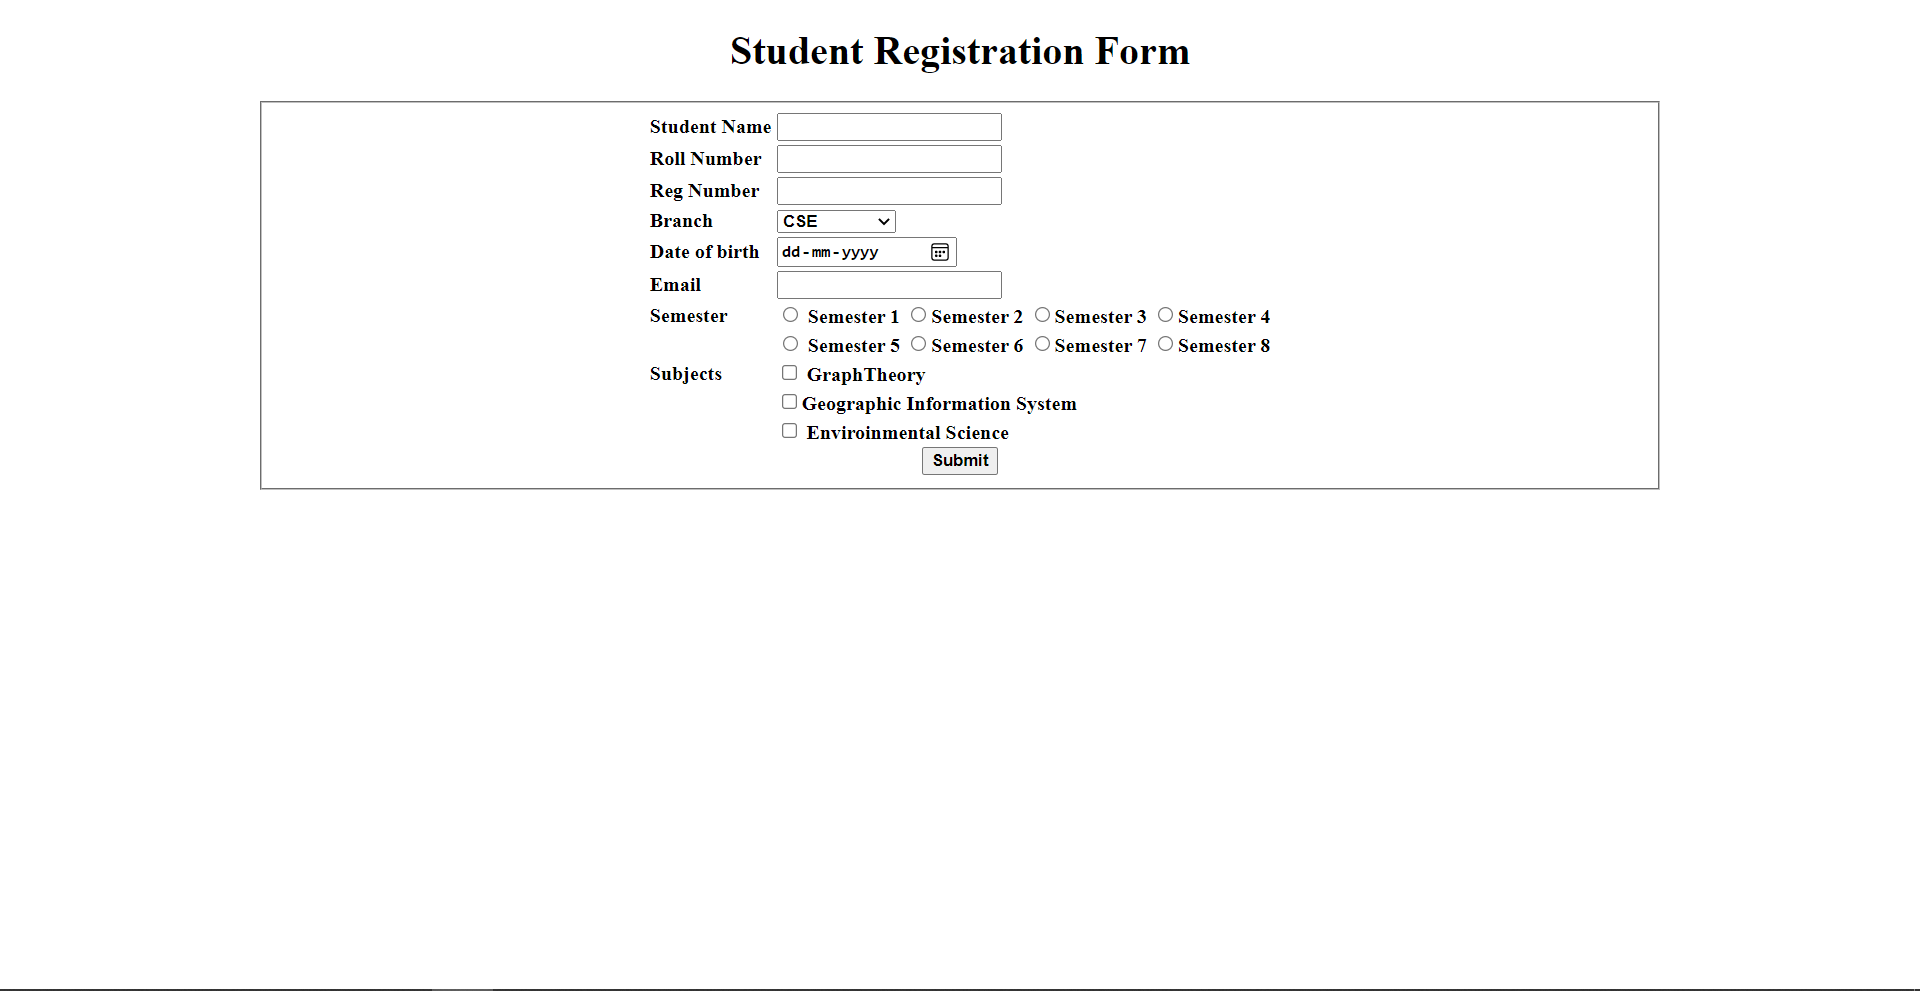 Student Registration Form
Student Name
Roll Number
Reg Number
Branch CSE
Date of birth dd-mm-yyyy
Email
Semester Semester 1 Semester 2 Semester 3 Semester 4
Semester 5 Semester 6 Semester 7 Semester 8
Subjects GraphTheory
Geographic Information System
Enviroinmental Science
Submit